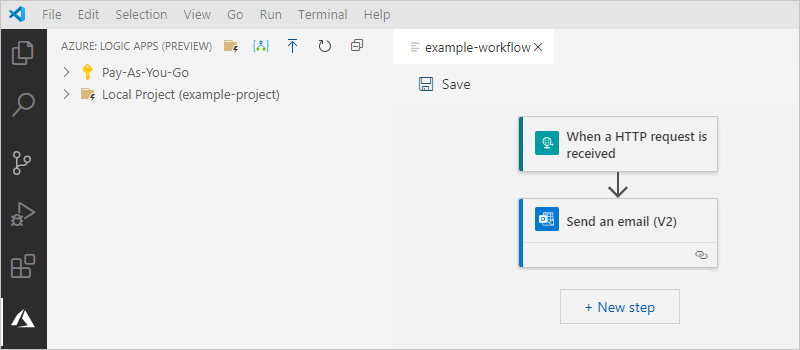 File Edit Selection View Go Run Terminal Help
AZURE: LOGIC APPS (PREVIEW)
example-workflow
Pay-As-You-Go
Local Project (example-project)
Save
When a HTTP request is
received
Send an email (V2)
+ New step